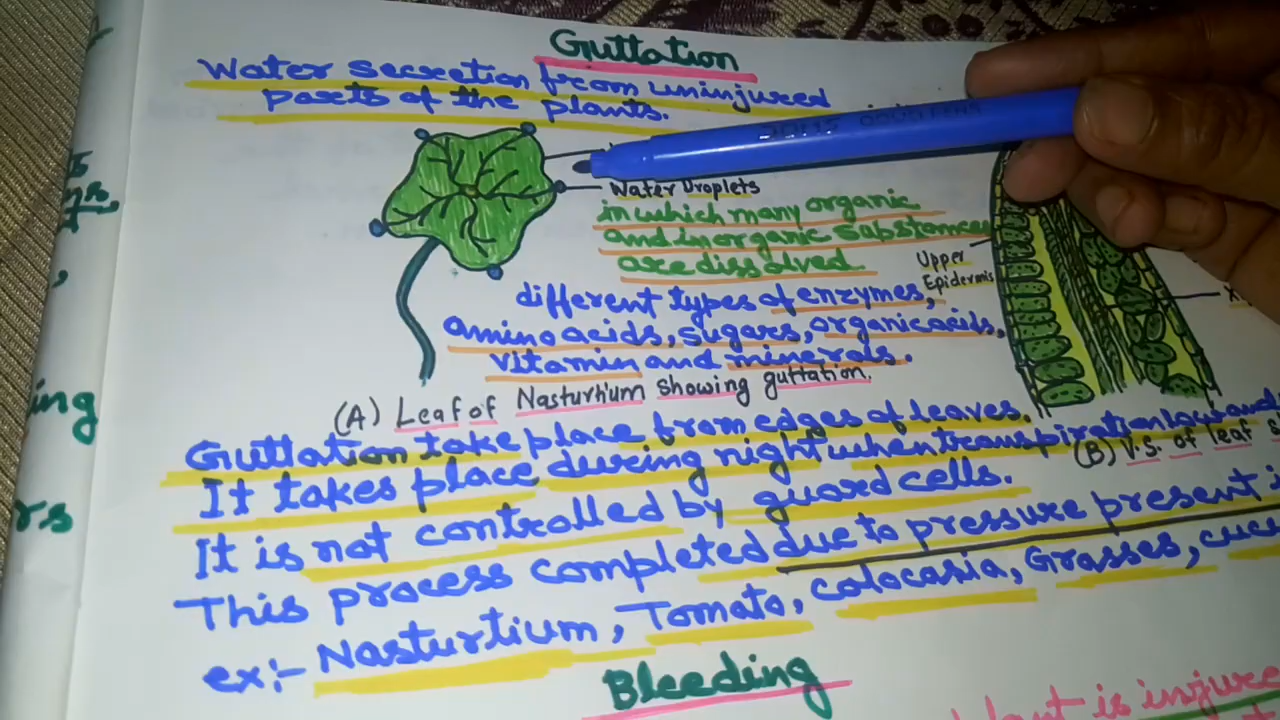 Guttation
Water secretion from uninjured
parts of the plants.
Water Droplets
in which many organic
and inorganic substances
are dissolved
Upper
Epidermis
different types of enzymes,
amino acids, sugars, organic acids,
vitamin and minerals.
(A) Leaf of Nasturtium showing guttation.
Guttation take place from edges of leaves.
It takes place during night when transpiration
(B) V.S. of leaf
It is not controlled by guard cells.
This process completed due to pressure present
ex:- Nasturtium, Tomato, colocasia, Grasses,
Bleeding
is injure
ing
rs